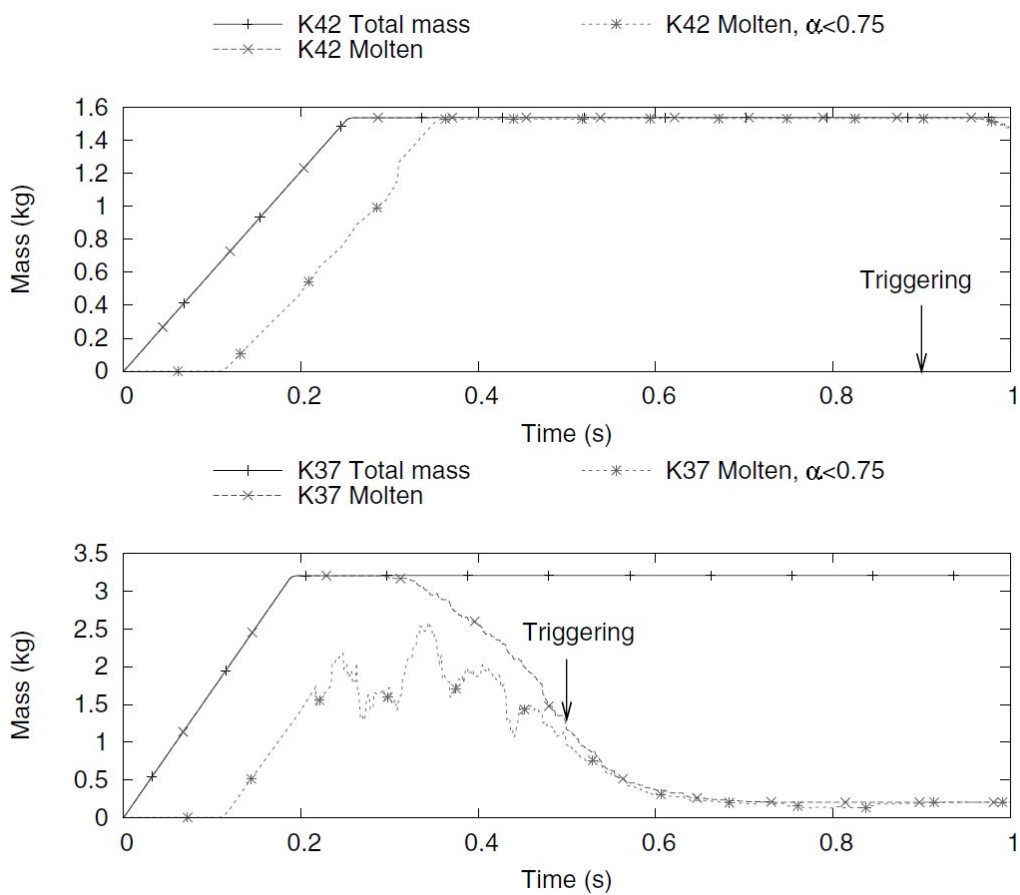 K42 Total mass
K42 Molten, α<0.75
K42 Molten
1.6
1.4
1.2
1
0.8
0.6
0.4
0.2
0
Mass (kg)
Triggering
0 0.2 0.4 0.6 0.8 1
Time (s)
K37 Total mass
K37 Molten, α<0.75
K37 Molten
3.5
3
2.5
2
1.5
1
0.5
0
Mass (kg)
Triggering
0 0.2 0.4 0.6 0.8 1
Time (s)